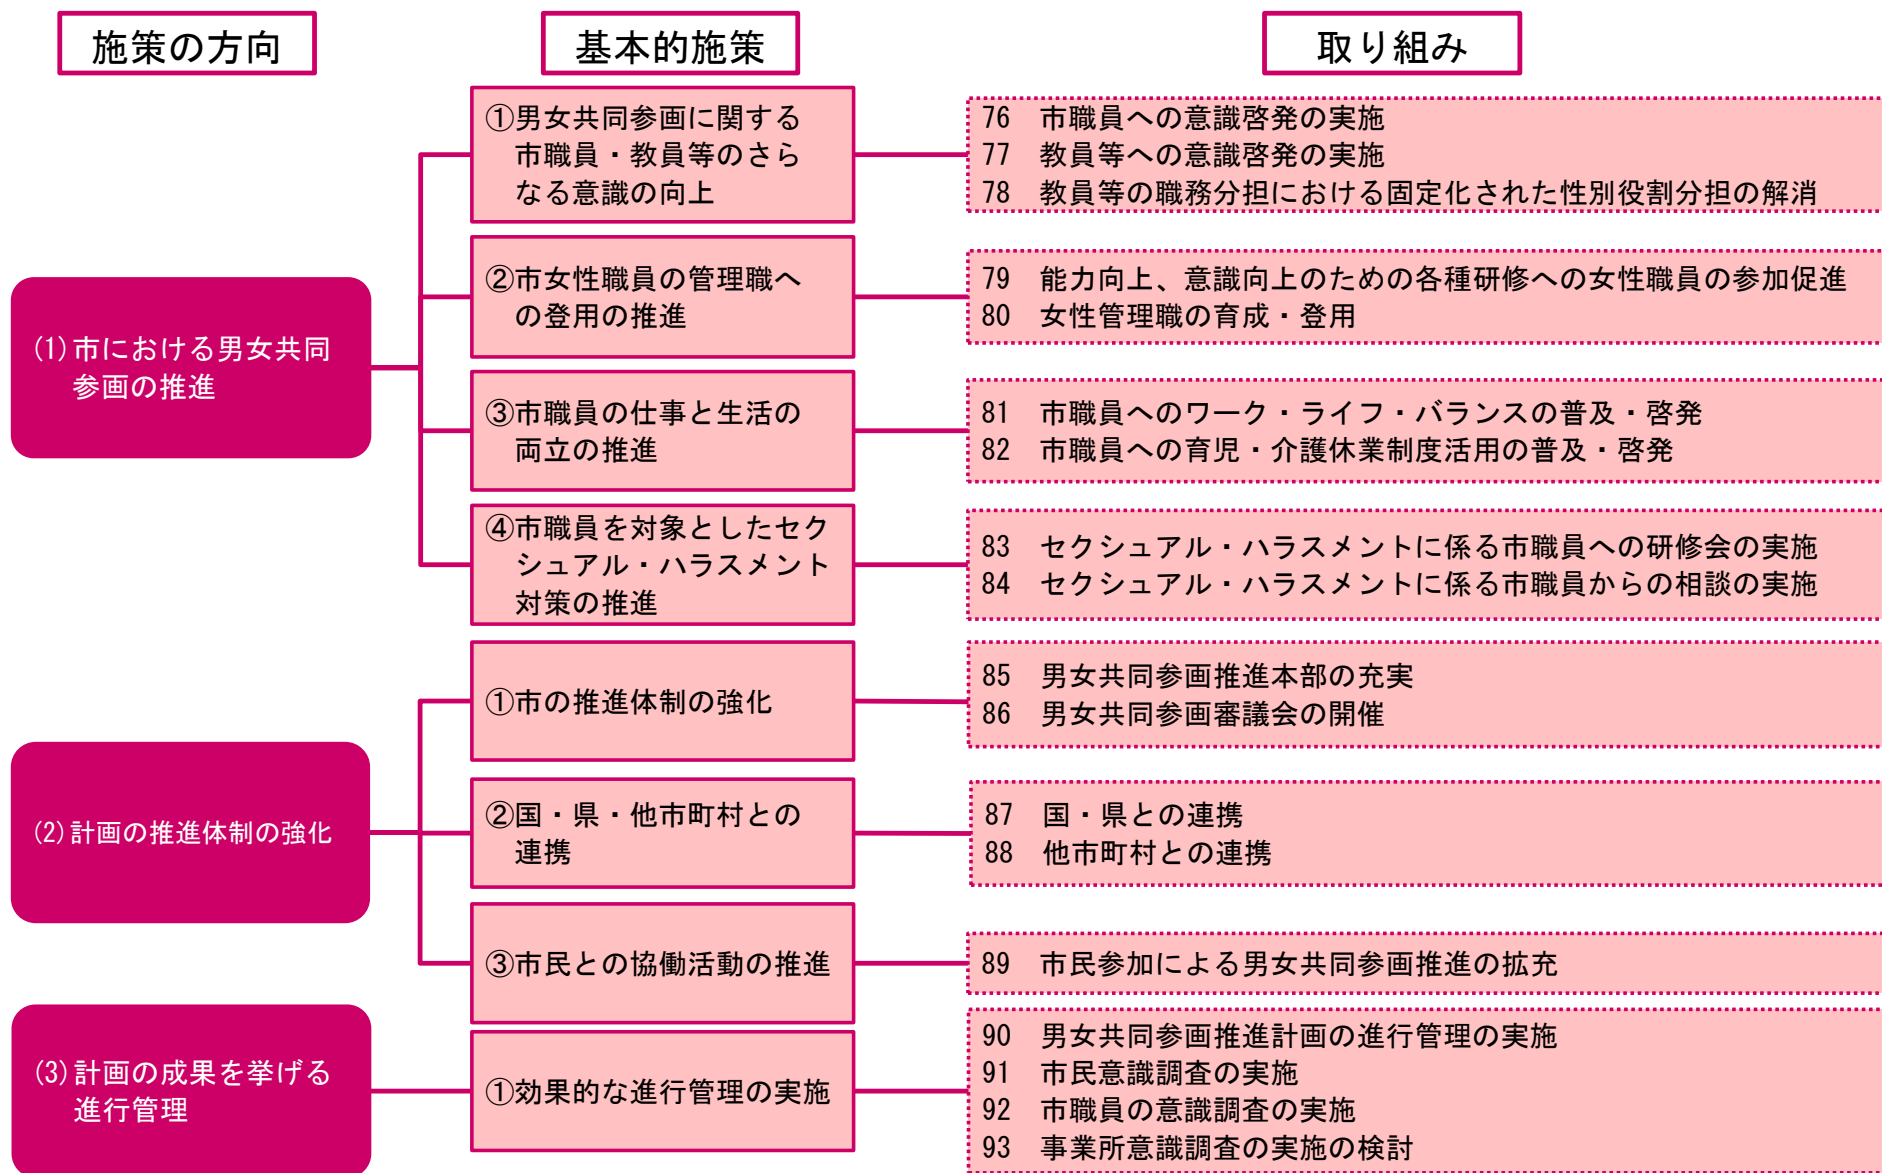 施策の方向
基本的施策
取り組み
(1)市における男女共同
参画の推進
①男女共同参画に関する
市職員・教員等のさら
なる意識の向上
76 市職員への意識啓発の実施
77 教員等への意識啓発の実施
78 教員等の職務分担における固定化された性別役割分担の解消
②市女性職員の管理職へ
の登用の推進
79 能力向上、意識向上のための各種研修への女性職員の参加促進
80 女性管理職の育成・登用
③市職員の仕事と生活の
両立の推進
81 市職員へのワーク・ライフ・バランスの普及・啓発
82 市職員への育児・介護休業制度活用の普及・啓発
④市職員を対象としたセク
シュアル・ハラスメント
対策の推進
83 セクシュアル・ハラスメントに係る市職員への研修会の実施
84 セクシュアル・ハラスメントに係る市職員からの相談の実施
(2)計画の推進体制の強化
①市の推進体制の強化
85 男女共同参画推進本部の充実
86 男女共同参画審議会の開催
②国・県・他市町村との
連携
87 国・県との連携
88 他市町村との連携
③市民との協働活動の推進
89 市民参加による男女共同参画推進の拡充
(3)計画の成果を挙げる
進行管理
①効果的な進行管理の実施
90 男女共同参画推進計画の進行管理の実施
91 市民意識調査の実施
92 市職員の意識調査の実施
93 事業所意識調査の実施の検討